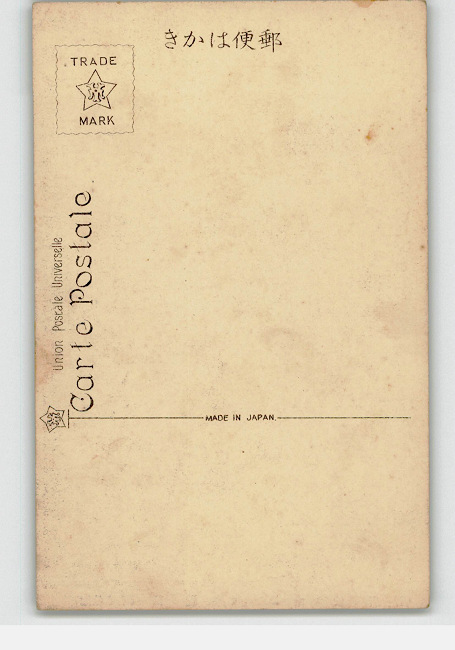 郵便はかき
TRADE
MARK
Union Postale Universelle
Carte Postale
MADE IN JAPAN.